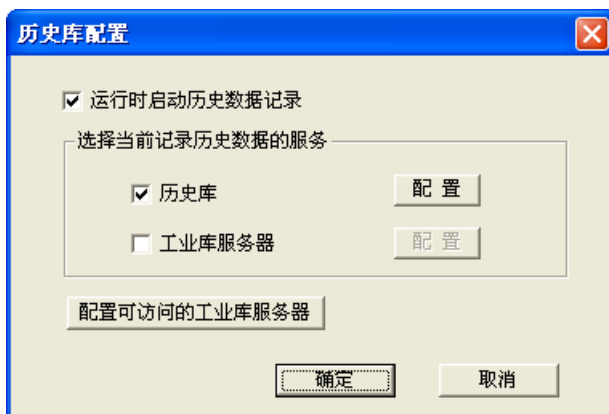 历史库配置
运行时启动历史数据记录
选择当前记录历史数据的服务
历史库 配 置
工业库服务器 配 置
配置可访问的工业库服务器
确定 取消